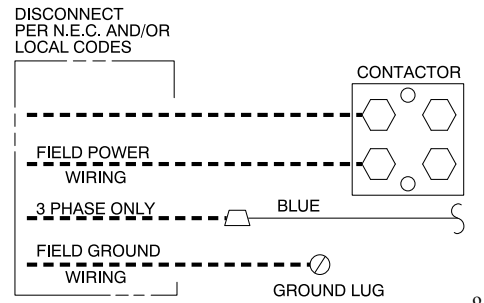 DISCONNECT
PER N.E.C. AND/OR
LOCAL CODES
CONTACTOR
FIELD POWER
WIRING
3 PHASE ONLY
BLUE
FIELD GROUND
WIRING
GROUND LUG